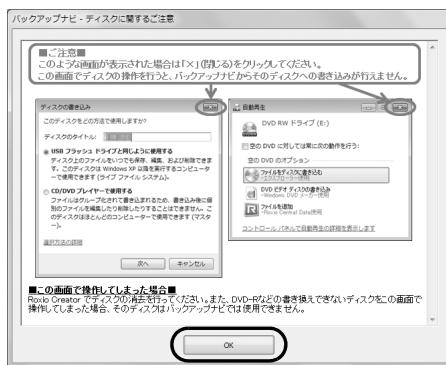 バックアップナビ - ディスクに関するご注意
■ご注意■
このような画面が表示された場合は「×」(閉じる)をクリックしてください。
この画面でディスクの操作を行うと、バックアップナビからそのディスクへの書き込みが行えません。
ディスクの書き込み
このディスクをどの方法で使用しますか?
ディスクのタイトル:
USB フラッシュ ドライブと同じように使用する
ディスク上のファイルをいつでも保存、編集、および削除できま
す。このディスクは Windows XP 以降を実行するコンピュータ
ーで使用できます (ライブ ファイル システム)。
CD/DVD プレイヤーで使用する
ファイルはグループ化されて書き込まれるため、書き込み後に個
別のファイルを編集したり削除したりすることはできません。こ
のディスクはほとんどのコンピューターで使用できます (マスタ
ー)。
選択方法の詳細
次へ
キャンセル
自動再生
DVD RW ドライブ (E:)
空の DVD に対しては常に次の動作を行う:
空の DVD のオプション
ファイルをディスクに書き込む
-エクスプローラー使用
DVD ビデオ ディスクの書き込み
-Windows DVD メーカー使用
ファイルを追加
-Roxio Central Data使用
コントロール パネルで自動再生の詳細を表示します
■この画面で操作してしまった場合■
Roxio Creator でディスクの消去を行ってください。また、DVD-Rなどの書き換えできないディスクをこの画面で
操作してしまった場合、そのディスクはバックアップナビでは使用できません。
OK